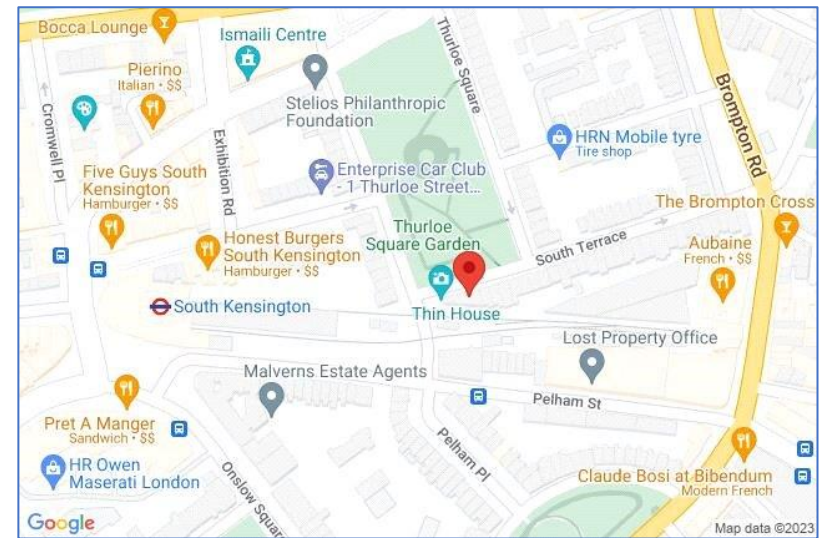 Bocca Lounge
Ismaili Centre
Thurloe Square
Pierino
Italian • $$
Stelios Philanthropic
Foundation
Cromwell Pl
Exhibition Rd
Brompton Rd
HRN Mobile tyre
Tire shop
Five Guys South
Kensington
Hamburger • $$
Enterprise Car Club
- 1 Thurloe Street...
The Brompton Cross
Honest Burgers
South Kensington
Hamburger • $$
Thurloe
Square Garden
South Terrace
Aubaine
French • $$
South Kensington
Thin House
Lost Property Office
Malverns Estate Agents
Pelham St
Pret A Manger
Sandwich • $$
Pelham Pl
HR Owen
Maserati London
Onslow Square
Claude Bosi at Bibendum
Modern French
Google
Map data ©2023